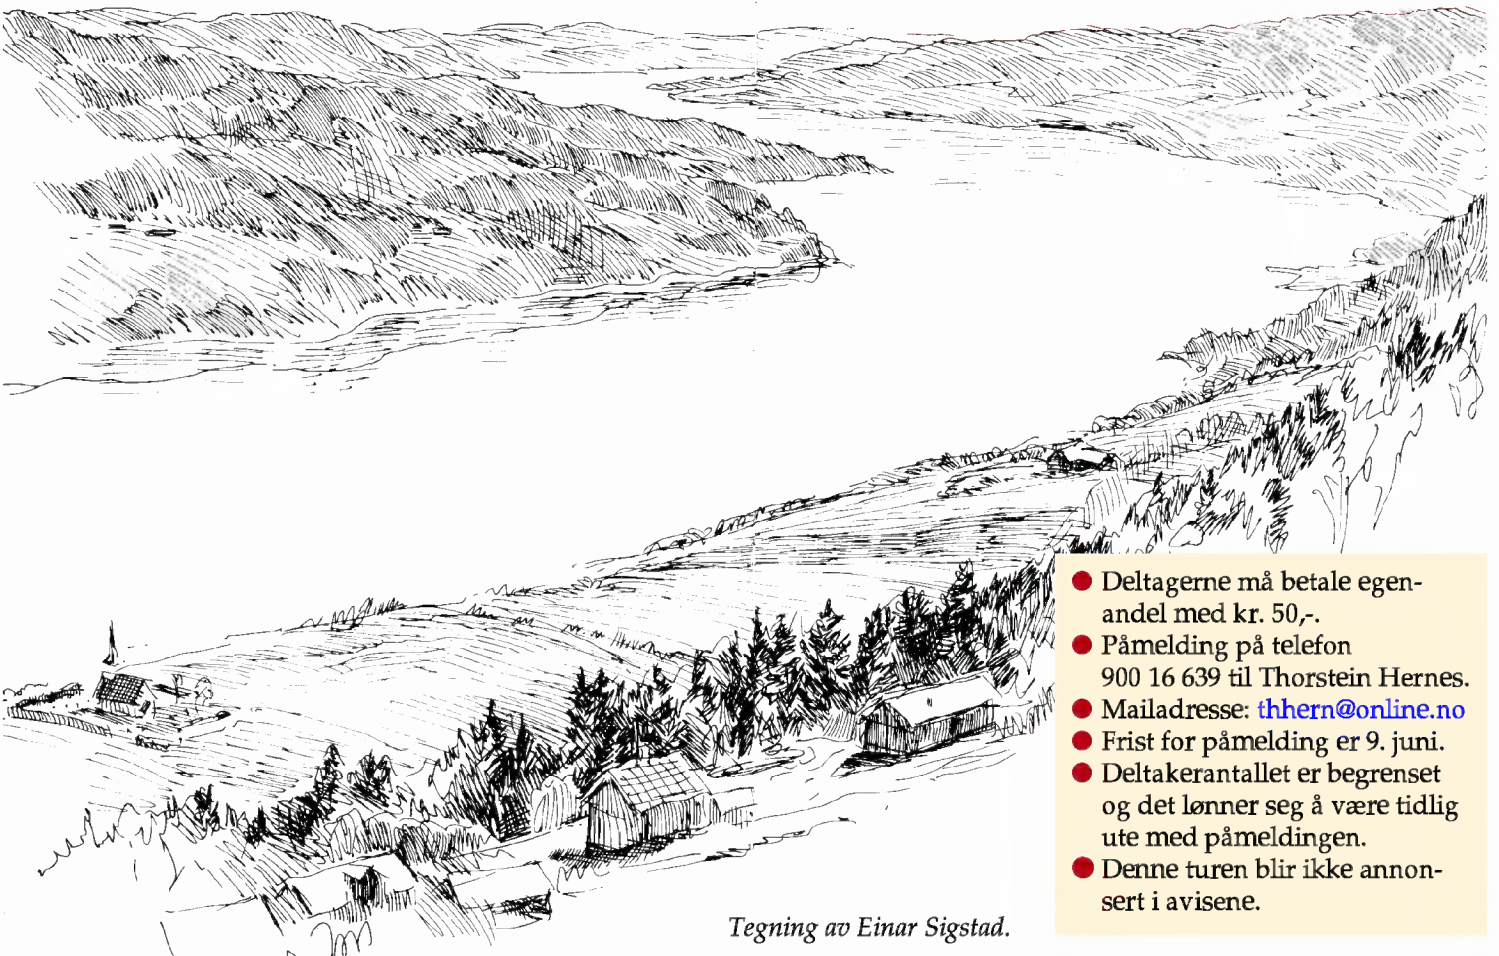 Deltagerne må betale egen-
andel med kr. 50,-.
Påmelding på telefon
900 16 639 til Thorstein Hernes.
Mailadresse: thhern@online.no
Frist for påmelding er 9. juni.
Deltakerantallet er begrenset
og det lønner seg å være tidlig
ute med påmeldingen.
Denne turen blir ikke annon-
sert i avisene.
Tegning av Einar Sigstad.